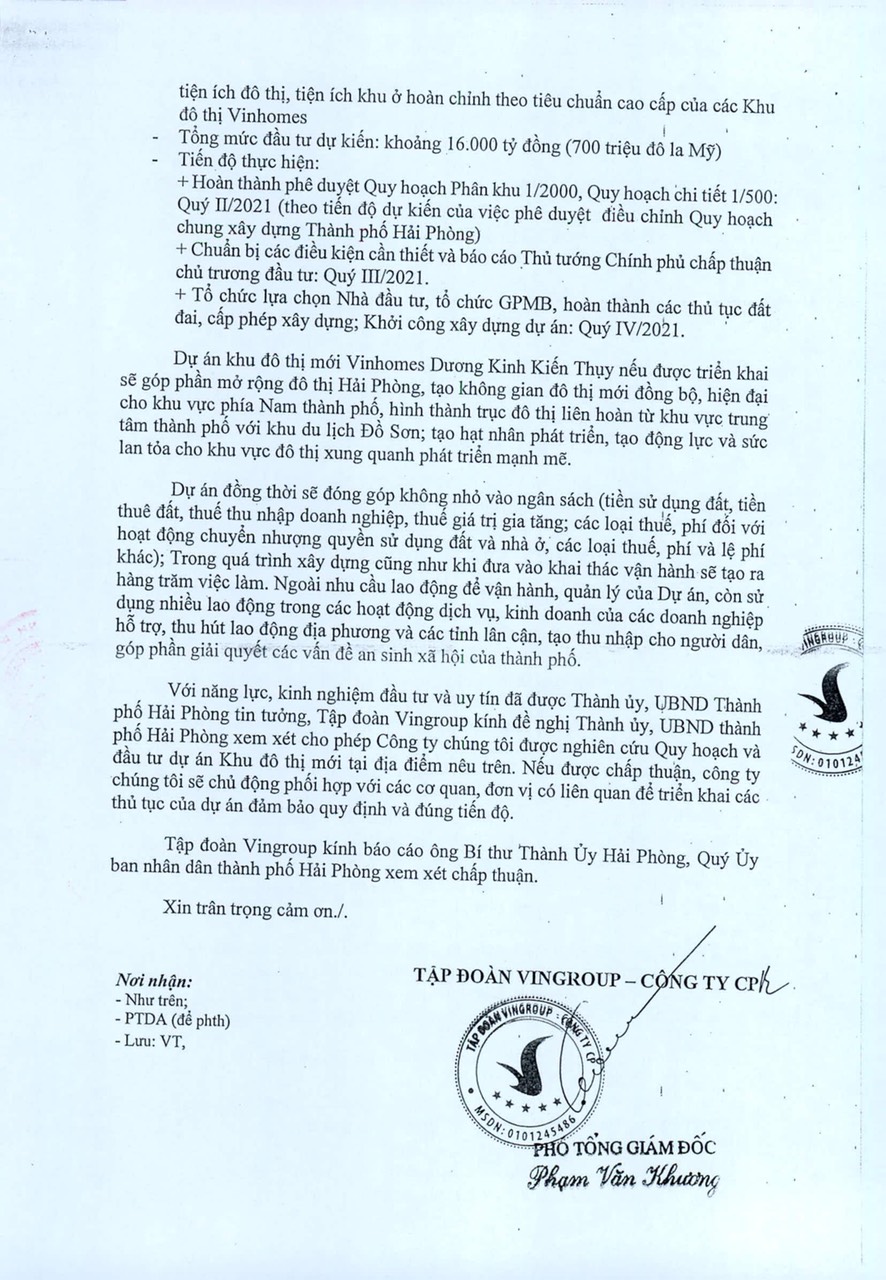 tiện ích đô thị, tiện ích khu ở hoàn chỉnh theo tiêu chuẩn cao cấp của các Khu
đô thị Vinhomes
- Tổng mức đầu tư dự kiến: khoảng 16.000 tỷ đồng (700 triệu đô la Mỹ)
- Tiến độ thực hiện:
+ Hoàn thành phê duyệt Quy hoạch Phân khu 1/2000, Quy hoạch chi tiết 1/500:
Quý II/2021 (theo tiến độ dự kiến của việc phê duyệt điều chỉnh Quy hoạch
chung xây dựng Thành phố Hải Phòng)
+ Chuẩn bị các điều kiện cần thiết và báo cáo Thủ tướng Chính phủ chấp thuận
chủ trương đầu tư: Quý III/2021.
+ Tổ chức lựa chọn Nhà đầu tư, tổ chức GPMB, hoàn thành các thủ tục đất
đai, cấp phép xây dựng; Khởi công xây dựng dự án: Quý IV/2021.
Dự án khu đô thị mới Vinhomes Dương Kinh Kiến Thụy nếu được triển khai
sẽ góp phần mở rộng đô thị Hải Phòng, tạo không gian đô thị mới đồng bộ, hiện đại
cho khu vực phía Nam thành phố, hình thành trục đô thị liên hoàn từ khu vực trung
tâm thành phố với khu du lịch Đồ Sơn; tạo hạt nhân phát triển, tạo động lực và sức
lan tỏa cho khu vực đô thị xung quanh phát triển mạnh mẽ.
Dự án đồng thời sẽ đóng góp không nhỏ vào ngân sách (tiền sử dụng đất, tiền
thuê đất, thuế thu nhập doanh nghiệp, thuế giá trị gia tăng; các loại thuế, phí đối với
hoạt động chuyển nhượng quyền sử dụng đất và nhà ở, các loại thuế, phí và lệ phí
khác); Trong quá trình xây dựng cũng như khi đưa vào khai thác vận hành sẽ tạo ra
hàng trăm việc làm. Ngoài nhu cầu lao động để vận hành, quản lý của Dự án, còn sử
dụng nhiều lao động trong các hoạt động dịch vụ, kinh doanh của các doanh nghiệp
hỗ trợ, thu hút lao động địa phương và các tỉnh lân cận, tạo thu nhập cho người dân,
góp phần giải quyết các vấn đề an sinh xã hội của thành phố.
VINGROUP - C
SDN: 010124
Với năng lực, kinh nghiệm đầu tư và uy tín đã được Thành ủy, UBND Thành
phố Hải Phòng tin tưởng, Tập đoàn Vingroup kính đề nghị Thành ủy, UBND thành
phố Hải Phòng xem xét cho phép Công ty chúng tôi được nghiên cứu Quy hoạch và
đầu tư dự án Khu đô thị mới tại địa điểm nêu trên. Nếu được chấp thuận, công ty
chúng tôi sẽ chủ động phối hợp với các cơ quan, đơn vị có liên quan để triển khai các
thủ tục của dự án đảm bảo quy định và đúng tiến độ.
Tập đoàn Vingroup kính báo cáo ông Bí thư Thành Ủy Hải Phòng, Quý Ủy
ban nhân dân thành phố Hải Phòng xem xét chấp thuận.
Xin trân trọng cảm ơn./.
Nơi nhận:
- Như trên;
- PTDA (để phth)
- Lưu: VT,
TẬP ĐOÀN VINGROUP – CÔNG TY CP
TẬP ĐOÀN VINGROUP - CÔNG TY CP
MSDN: 0101245486
PHÓ TỔNG GIÁM ĐỐC
Phạm Văn Khương